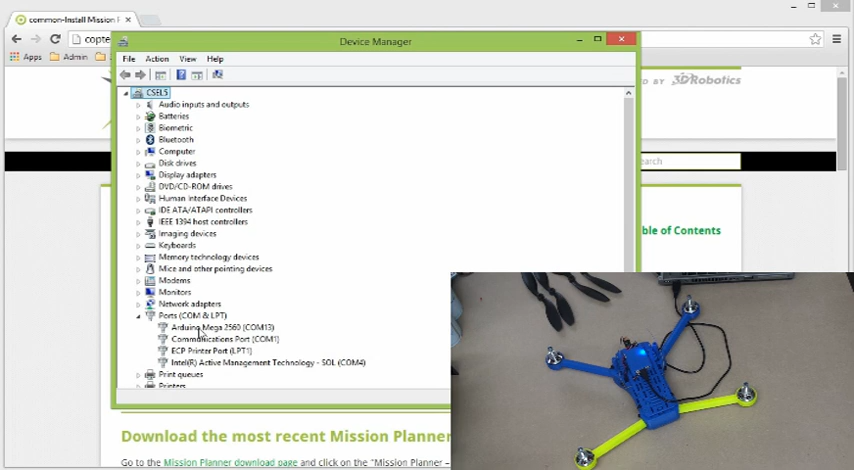 common-Install Mission P
Device Manager
copte
Apps
Admin
File Action View Help
CSEL5
Audio inputs and outputs
Batteries
Biometric
Bluetooth
Computer
Disk drives
Display adapters
DVD/CD-ROM drives
Human Interface Devices
IDE ATA/ATAPI controllers
IEEE 1394 host controllers
Imaging devices
Keyboards
Memory technology devices
Mice and other pointing devices
Modems
Monitors
Network adapters
Ports (COM & LPT)
Arduino Mega 2560 (COM13)
Communications Port (COM1)
ECP Printer Port (LPT1)
Intel(R) Active Management Technology - SOL (COM4)
Print queues
Printers
ED BY 3DRobotics
earch
ble of Contents
Download the most recent Mission Planner
Go to the Mission Planner download page and click on the "Mission Planner –